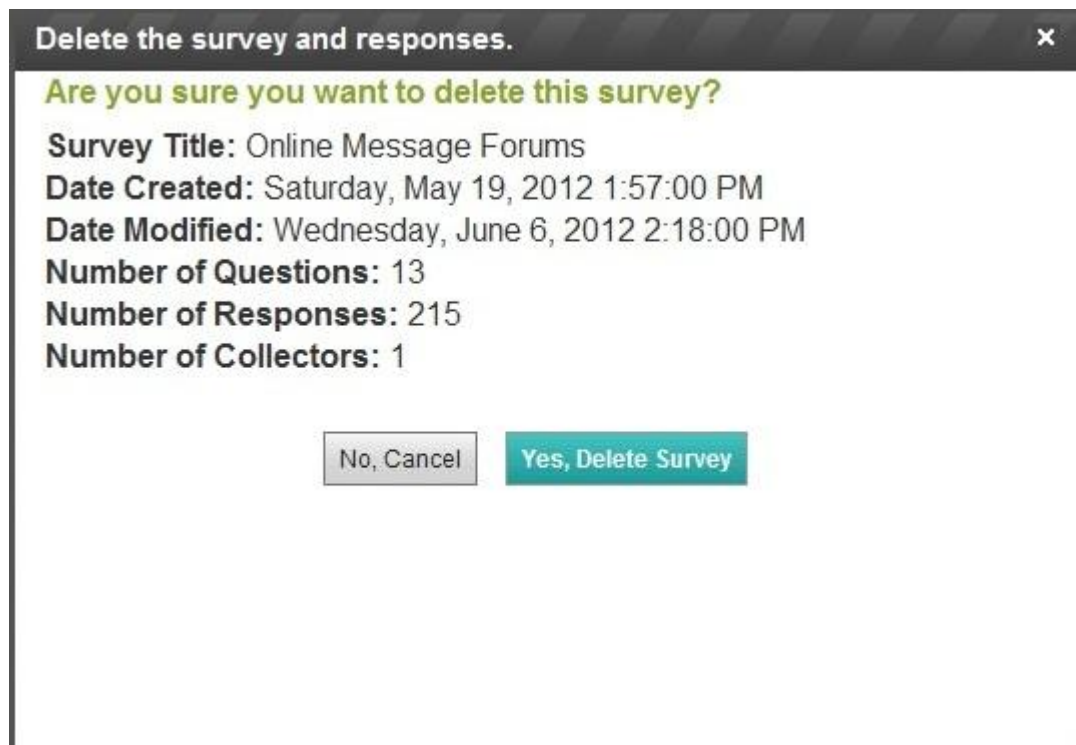 Delete the survey and responses. ×
Are you sure you want to delete this survey?
Survey Title: Online Message Forums
Date Created: Saturday, May 19, 2012 1:57:00 PM
Date Modified: Wednesday, June 6, 2012 2:18:00 PM
Number of Questions: 13
Number of Responses: 215
Number of Collectors: 1
No, Cancel Yes, Delete Survey